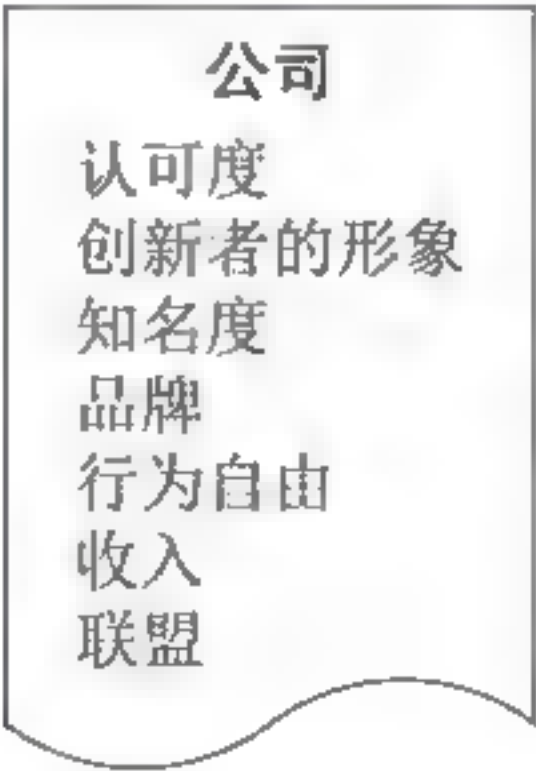 公司
认可度
创新者的形象
知名度
品牌
行为自由
收入
联盟